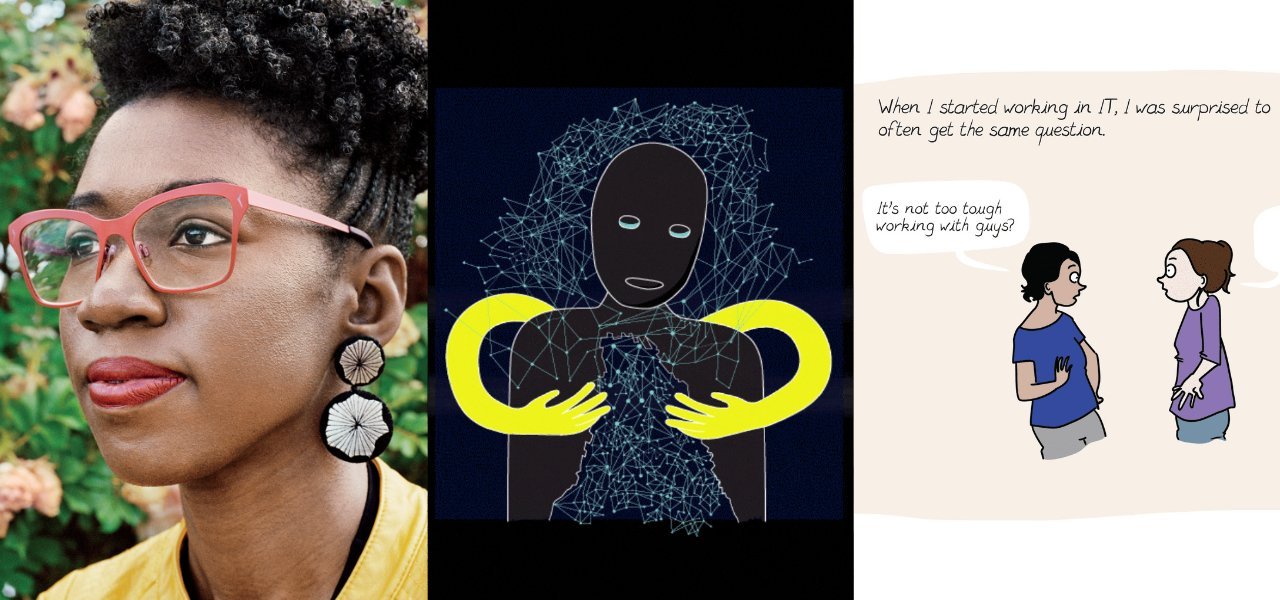 When I started working in IT, I was surprised to
often get the same question.
It's not too tough
working with guys?